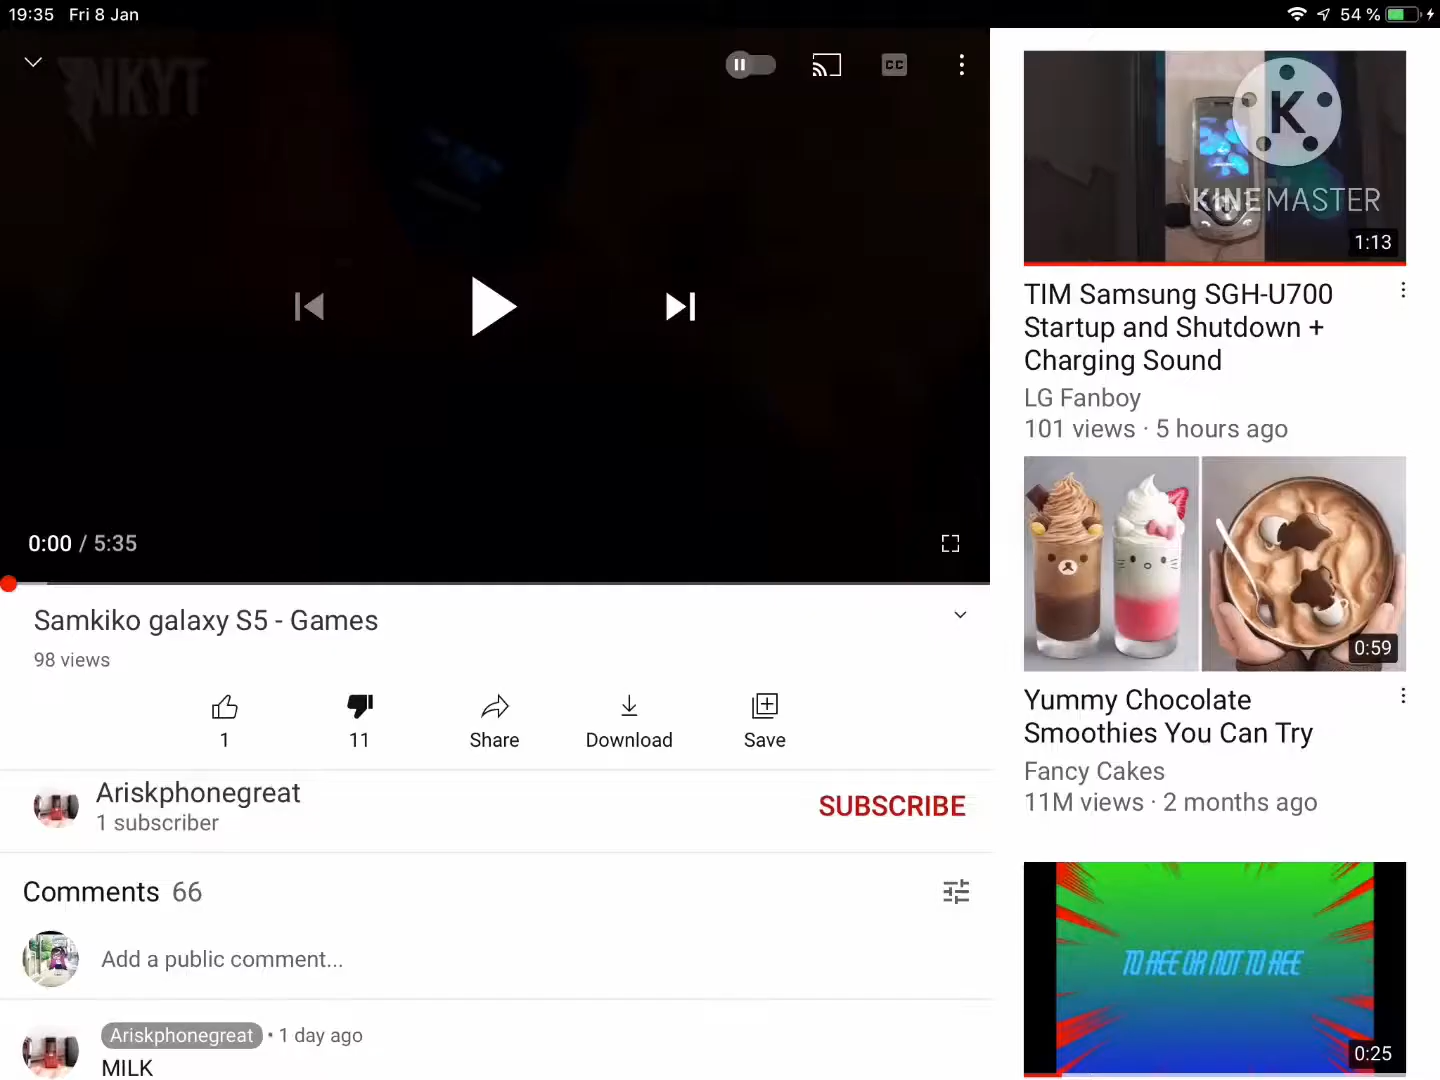 19:35 Fri 8 Jan
54 %
NKYT
CC
0:00 / 5:35
Samkiko galaxy S5 - Games
98 views
1
11
Share
Download
Save
Ariskphonegreat
1 subscriber
SUBSCRIBE
Comments 66
Add a public comment...
Ariskphonegreat • 1 day ago
MILK
K
KINEMASTER
1:13
TIM Samsung SGH-U700
Startup and Shutdown +
Charging Sound
LG Fanboy
101 views · 5 hours ago
0:59
Yummy Chocolate
Smoothies You Can Try
Fancy Cakes
11M views · 2 months ago
TO REE OR NOT TO REE
0:25